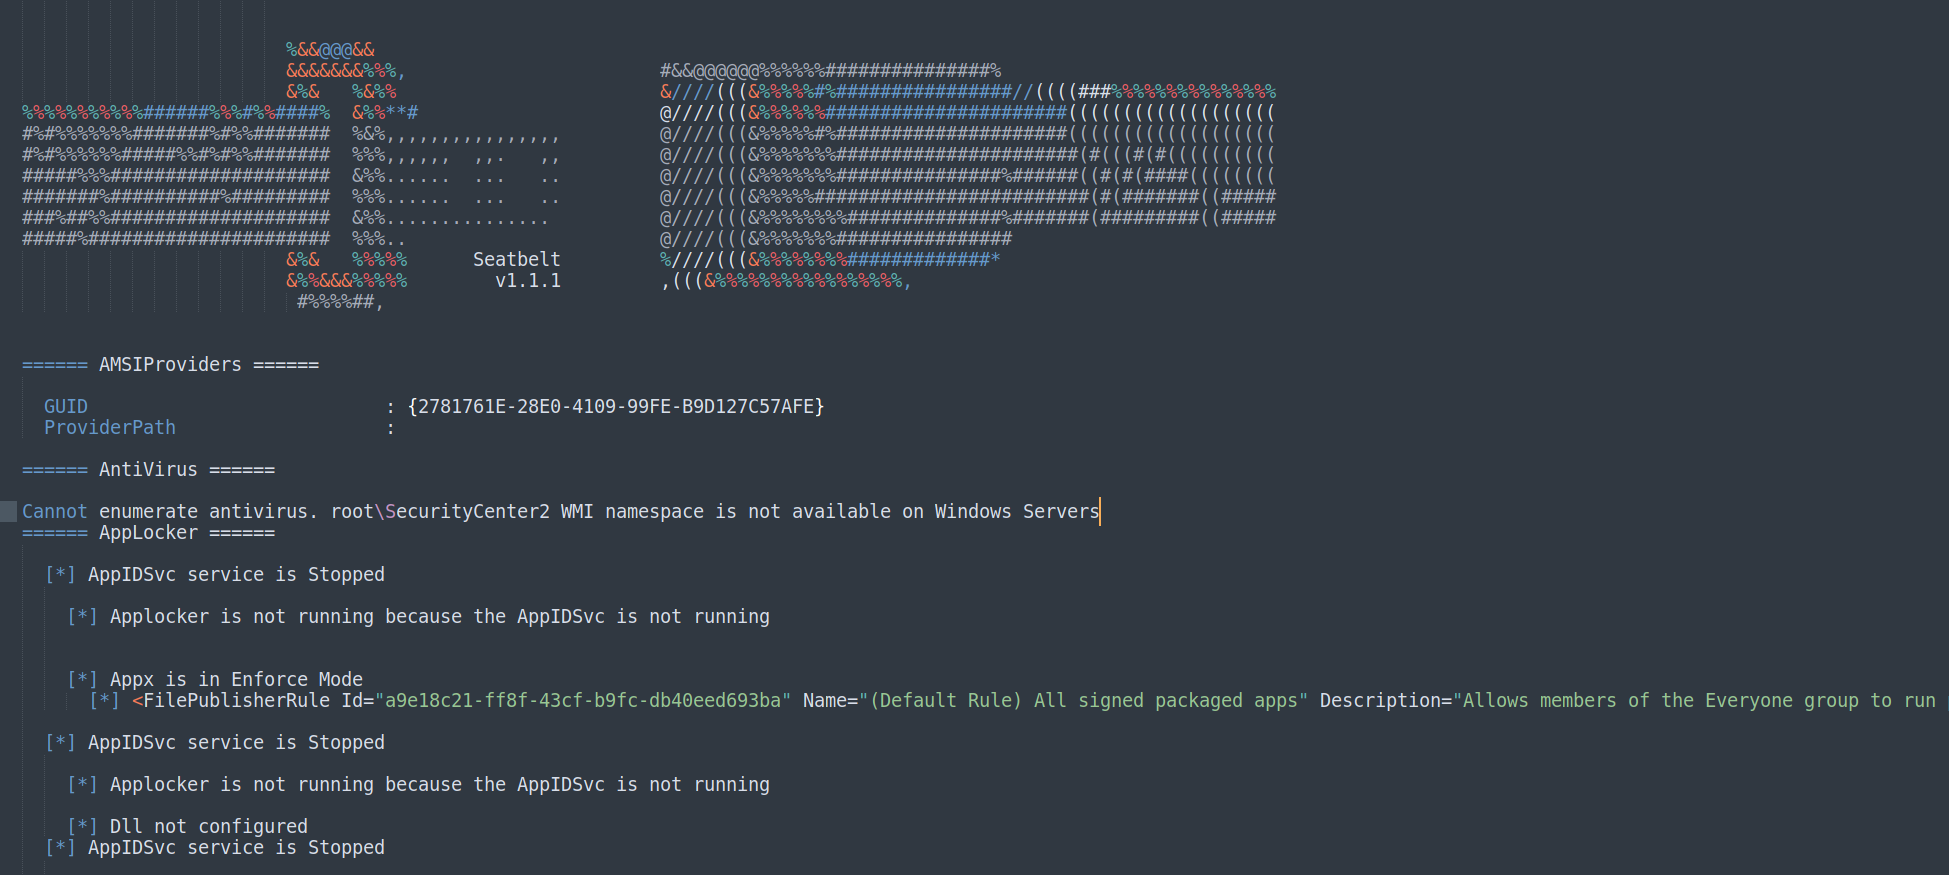 %&&@@@&&
&&&&&&&%%%, #&&@@@@@@%%%%%%###############%
&%& %&%% &////(((&%%%%%#%################//((((###%%%%%%%%%%%%%%%
%%%%%%%%%%%######%%%#%%####% &%%**# @////(((&%%%%%%######################(((((((((((((((((((
#%#%%%%%%%#######%#%%####### %&%,,,,,,,,,,,,,,,, @////(((&%%%%%#%#####################(((((((((((((((((((
#%#%%%%%%#####%%#%#%%####### %%%,,,,,, ,,. ,, @////(((&%%%%%%%######################(#(((#(#((((((((((
#####%%%#################### &%%...... ... .. @////(((&%%%%%%%###############%######((#(#(####((((((((
#######%##########%######### %%%...... ... .. @////(((&%%%%%#########################(#(#######((#####
###%##%%#################### &%%............... @////(((&%%%%%%%%##############%#######(#########((#####
#####%###################### %%%.. @////(((&%%%%%%%################
&%& %%%%% Seatbelt %////(((&%%%%%%%%#############*
&%%&&&%%%%% v1.1.1 ,(((&%%%%%%%%%%%%%%%%%,
#%%%%##,
====== AMSIProviders ======
GUID : {2781761E-28E0-4109-99FE-B9D127C57AFE}
ProviderPath :
====== AntiVirus ======
Cannot enumerate antivirus. root\SecurityCenter2 WMI namespace is not available on Windows Servers
====== AppLocker ======
[*] AppIDSvc service is Stopped
[*] Applocker is not running because the AppIDSvc is not running
[*] Appx is in Enforce Mode
[*] <FilePublisherRule Id="a9e18c21-ff8f-43cf-b9fc-db40eed693ba" Name="(Default Rule) All signed packaged apps" Description="Allows members of the Everyone group to run
[*] AppIDSvc service is Stopped
[*] Applocker is not running because the AppIDSvc is not running
[*] Dll not configured
[*] AppIDSvc service is Stopped